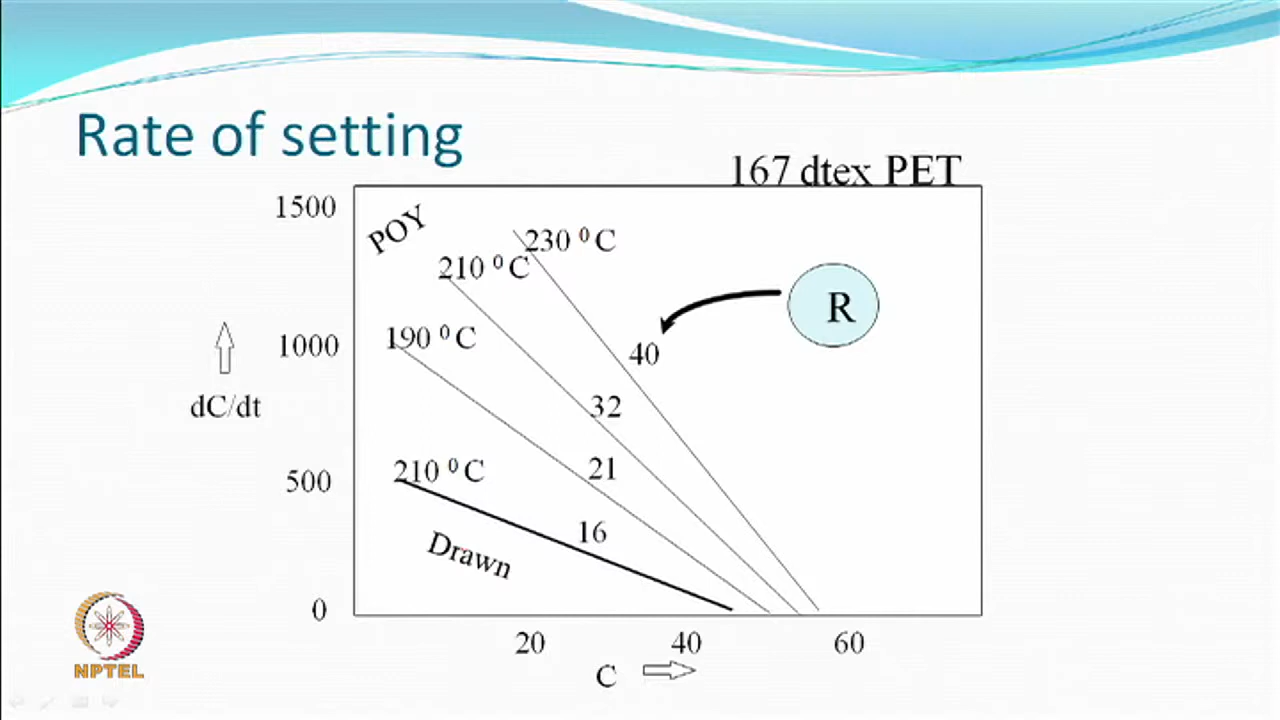 Rate of setting
167 dtex PET
1500
POY
230 ⁰ C
210 ⁰ C
R
190 ⁰ C
1000
40
dC/dt
32
210 ⁰ C
21
500
16
Drawn
0
20 40 60
C
NPTEL